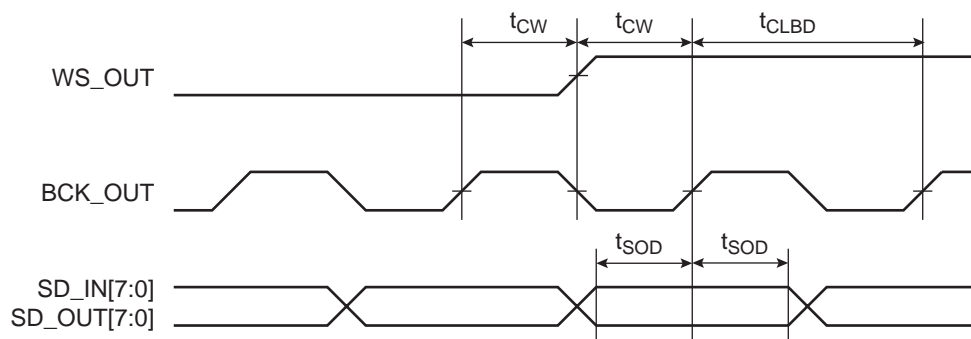 tCW tCW tCLBD
WS_OUT
BCK_OUT
tSOD tSOD
SD_IN[7:0]
SD_OUT[7:0]